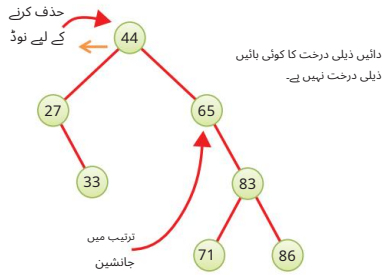 حذف کرنے
کے لیے نوڈ
44
دائیں ذیلی درخت کا کوئی بائیں
ذیلی درخت نہیں ہے۔
27
65
33
83
ترتیب میں
جانشین
71
86